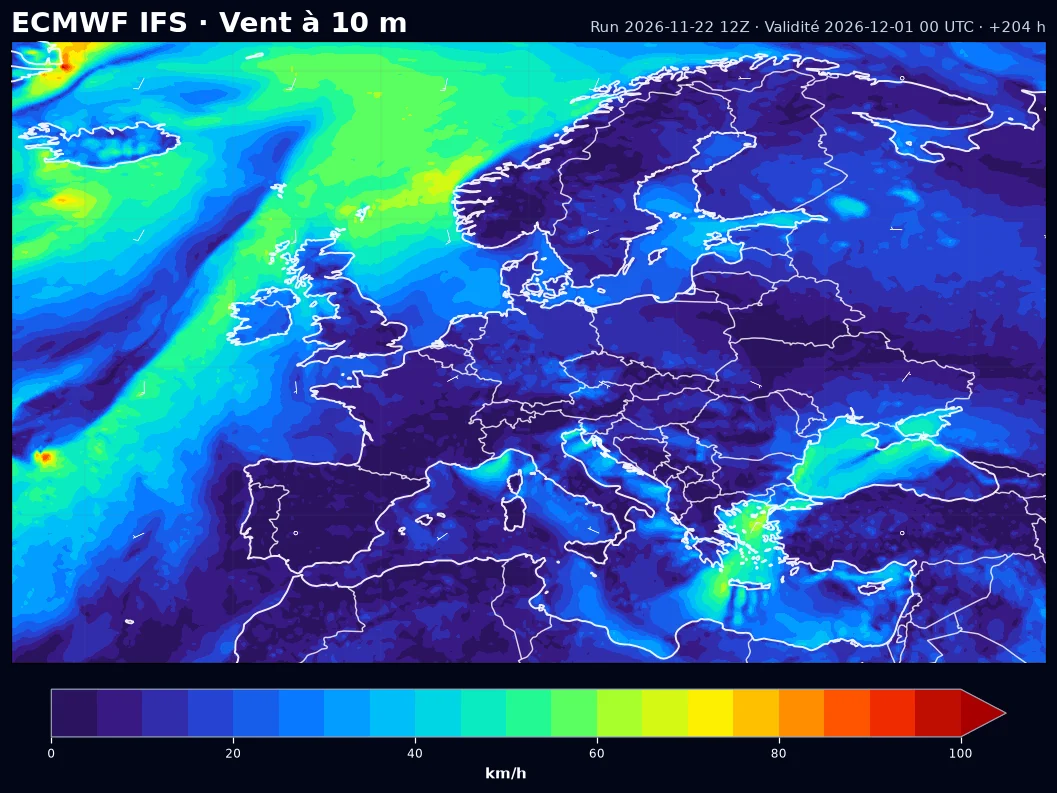 ECMWF IFS · Vent à 10 m
Run 2026-11-22 12Z · Validité 2026-12-01 00 UTC · +204 h
0 20 40 60 80 100
km/h